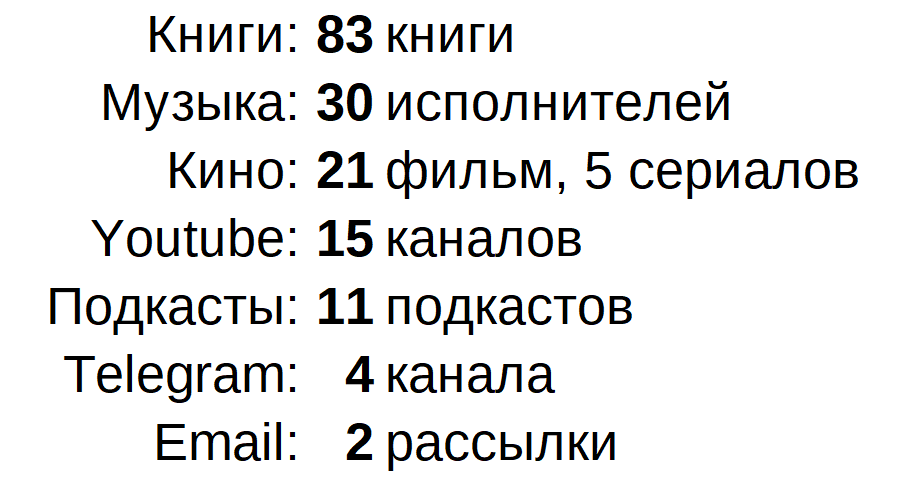 Книги: 83 книги
Музыка: 30 исполнителей
Кино: 21 фильм, 5 сериалов
Youtube: 15 каналов
Подкасты: 11 подкастов
Telegram: 4 канала
Email: 2 рассылки